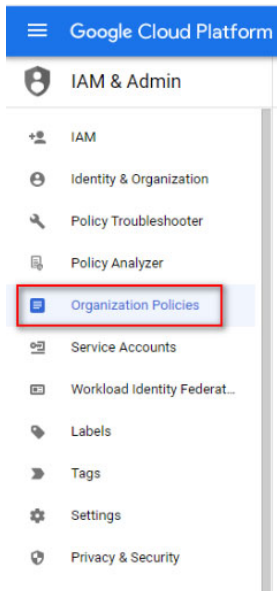 Google Cloud Platform
IAM & Admin
IAM
Identity & Organization
Policy Troubleshooter
Policy Analyzer
Organization Policies
Service Accounts
Workload Identity Federat...
Labels
Tags
Settings
Privacy & Security